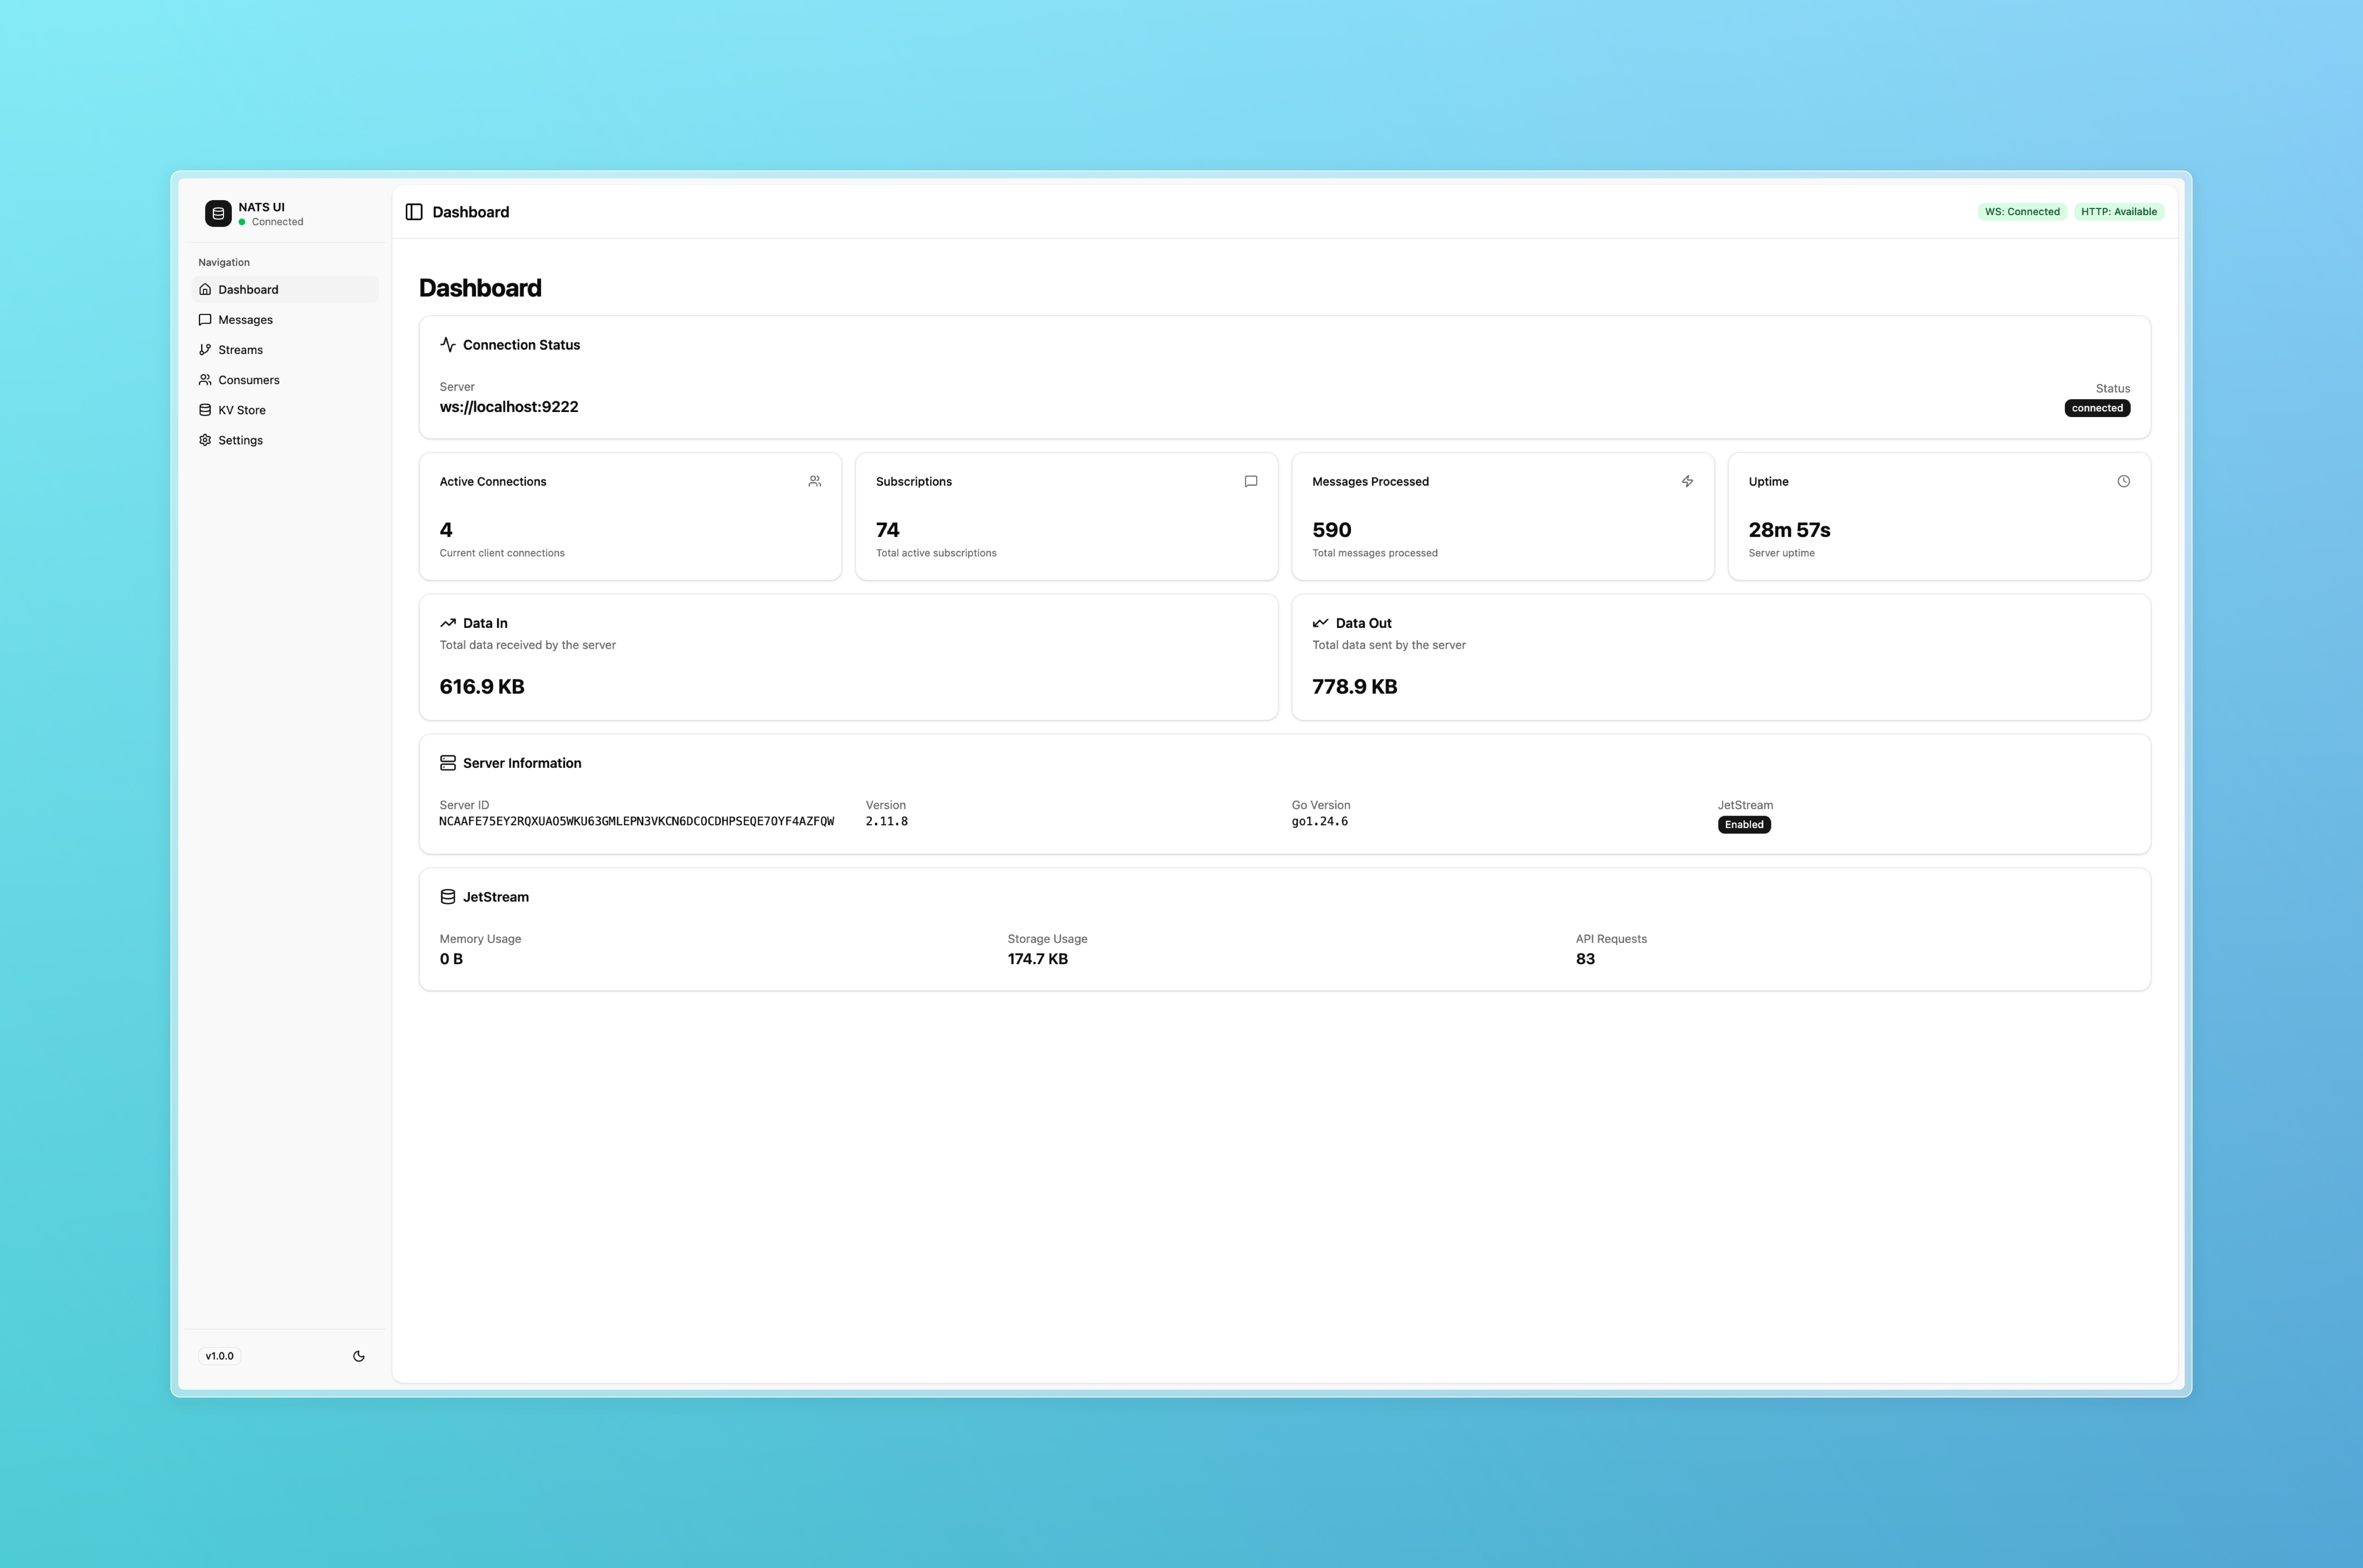 NATS UI
Connected
Navigation
Dashboard
Messages
Streams
Consumers
KV Store
Settings
v1.0.0
Dashboard
WS: Connected
HTTP: Available
Dashboard
Connection Status
Server
ws://localhost:9222
Status
connected
Active Connections
4
Current client connections
Subscriptions
74
Total active subscriptions
Messages Processed
590
Total messages processed
Uptime
28m 57s
Server uptime
Data In
Total data received by the server
616.9 KB
Data Out
Total data sent by the server
778.9 KB
Server Information
Server ID
NCAAFE75EY2RQXUAO5WKU63GMLEPN3VKCN6DCOCDHPSEQE7OYF4AZFQW
Version
2.11.8
Go Version
go1.24.6
JetStream
Enabled
JetStream
Memory Usage
0 B
Storage Usage
174.7 KB
API Requests
83